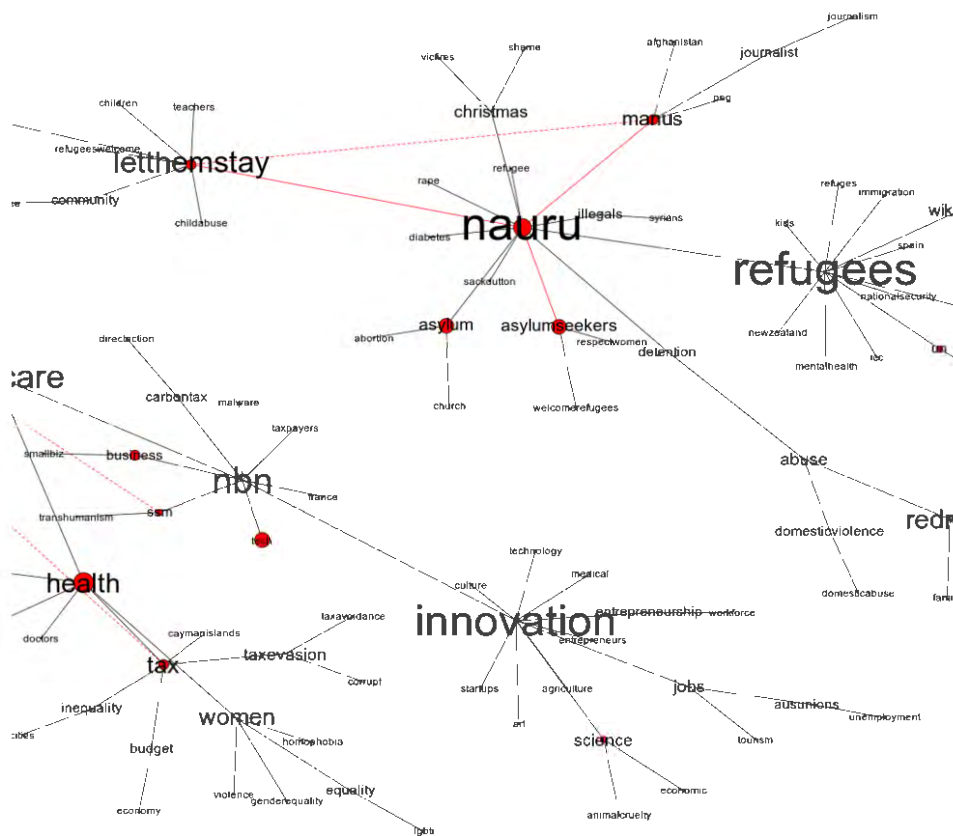 journalism
shame
afghanistan
journalist
children
teachers
christmas
manus
refugeeswelcome
letthemstay
refugee
rape
refuges
immigration
community
illegals
syrians
kids
childabuse
nauru
diabetes
spain
refugees
sackdutton
nationalsecurity
asylum
asylumseekers
newzealand
abortion
respectwomen
directaction
detention
mentalhealth
un
care
carbontax
malware
church
welcomerefugees
taxpayers
smallbiz
business
abuse
nbn
france
transhumanism
ssm
domesticviolence
tech
technology
health
culture
medical
domesticabuse
innovation
entrepreneurship
workforce
doctors
taxavoidance
caymanislands
entrepreneurs
tax
taxevasion
corrupt
startups
agriculture
jobs
ausunions
inequality
women
art
unemployment
homophobia
science
tourism
budget
violence
genderequality
equality
economic
economy
animalcruelty
lgbti